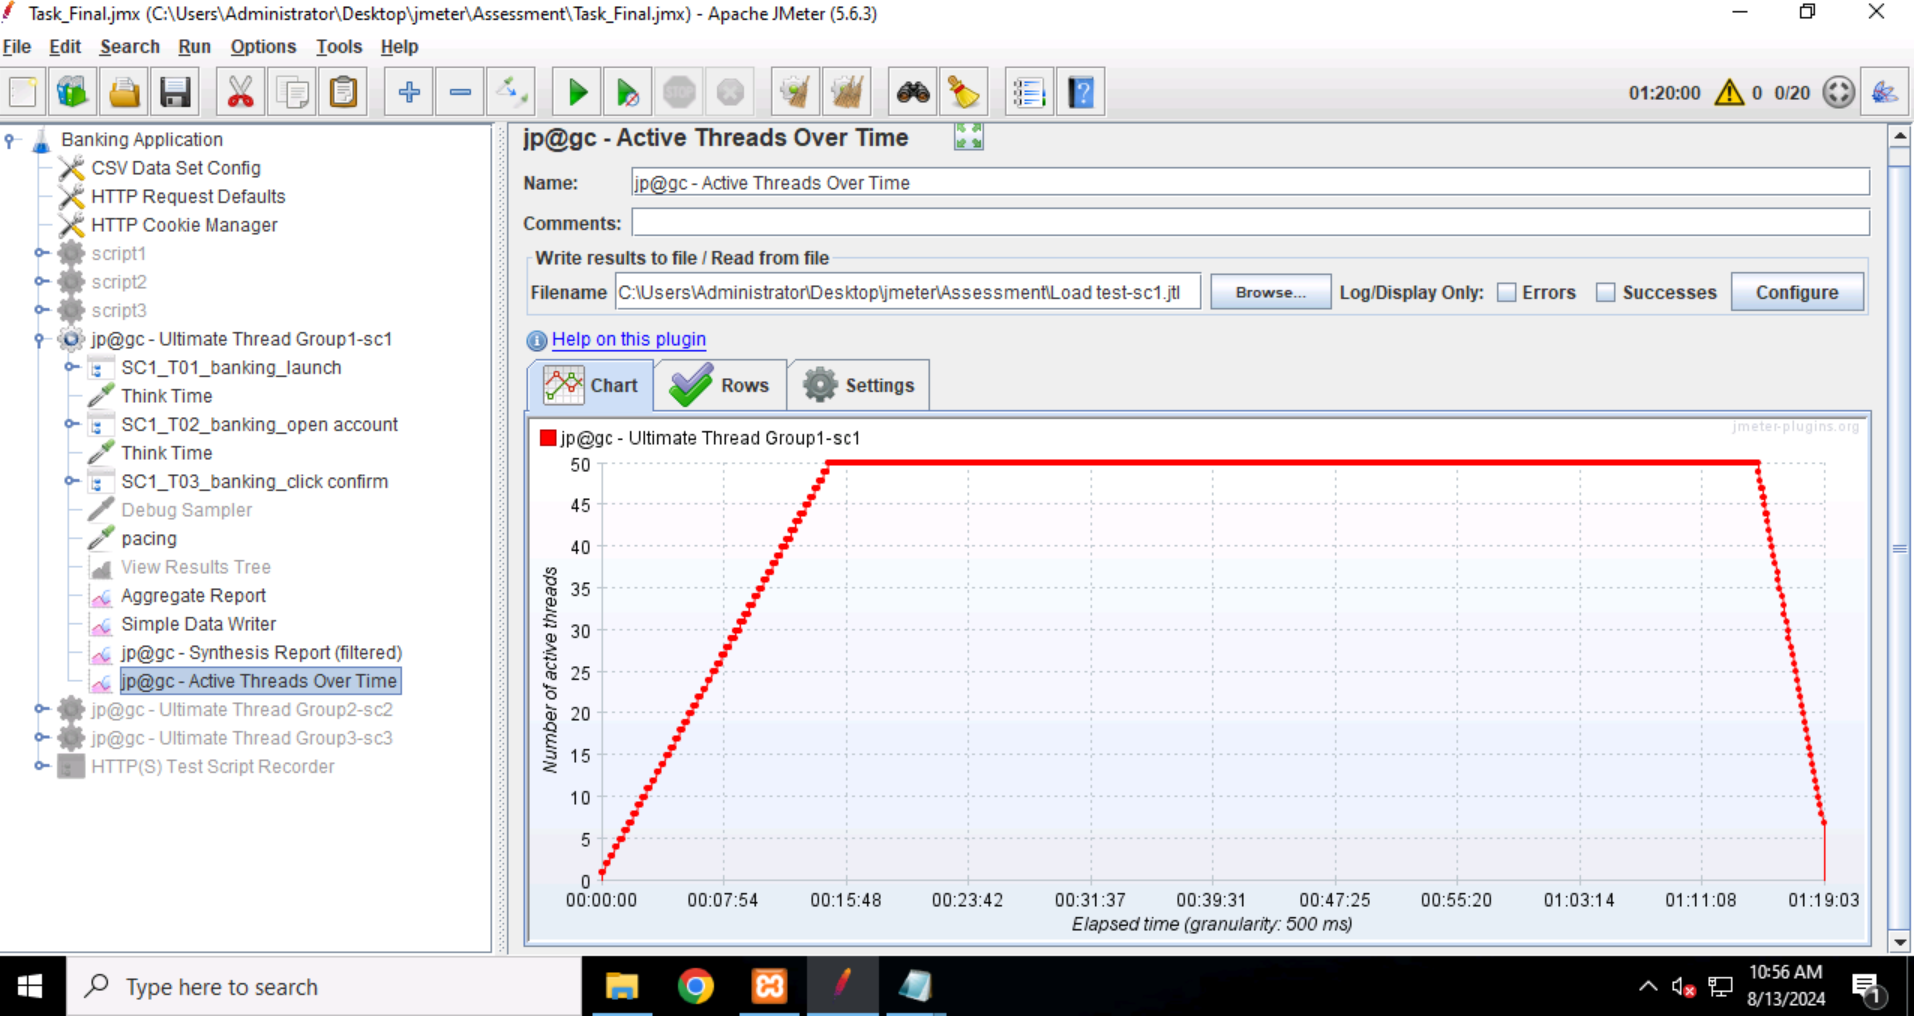 Task_Final.jmx (C:\Users\Administrator\Desktop\jmeter\Assessment\Task_Final.jmx) - Apache JMeter (5.6.3)
File Edit Search Run Options Tools Help
STOP
01:20:00 0 0/20
Banking Application
CSV Data Set Config
HTTP Request Defaults
HTTP Cookie Manager
script1
script2
script3
jp@gc - Ultimate Thread Group1-sc1
SC1_T01_banking_launch
Think Time
SC1_T02_banking_open account
Think Time
SC1_T03_banking_click confirm
Debug Sampler
pacing
View Results Tree
Aggregate Report
Simple Data Writer
jp@gc - Synthesis Report (filtered)
jp@gc - Active Threads Over Time
jp@gc - Ultimate Thread Group2-sc2
jp@gc - Ultimate Thread Group3-sc3
HTTP(S) Test Script Recorder
jp@gc - Active Threads Over Time
Name: jp@gc - Active Threads Over Time
Comments:
Write results to file / Read from file
Filename C:\Users\Administrator\Desktop\jmeter\Assessment\Load test-sc1.jtl Browse... Log/Display Only: Errors Successes Configure
Help on this plugin
Chart Rows Settings
jmeter-plugins.org
jp@gc - Ultimate Thread Group1-sc1
50
45
40
35
30
25
20
15
10
5
0
Number of active threads
00:00:00 00:07:54 00:15:48 00:23:42 00:31:37 00:39:31 00:47:25 00:55:20 01:03:14 01:11:08 01:19:03
Elapsed time (granularity: 500 ms)
Type here to search
10:56 AM
8/13/2024
1